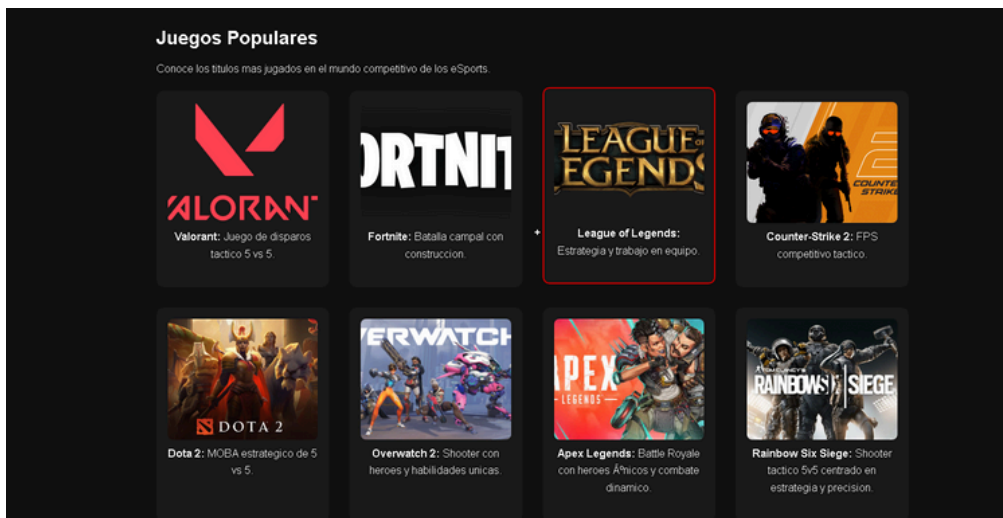 Juegos Populares
Conoce los titulos mas jugados en el mundo competitivo de los eSports.
VALORANT
Valorant: Juego de disparos
tactico 5 vs 5.
ORTNIT
Fortnite: Batalla campal con
construccion.
+
LEAGUE OF
EGENDS
League of Legends:
Estrategia y trabajo en equipo.
2
COUNTE
STRIKE
Counter-Strike 2: FPS
competitivo tactico.
DOTA 2
Dota 2: MOBA estrategico de 5
vs 5.
VERWATCH
Overwatch 2: Shooter con
heroes y habilidades unicas.
APEX
LEGENDS
Apex Legends: Battle Royale
con heroes Ãºnicos y combate
dinamico.
TOM CLANCY'S
RAINBOW SIX SIEGE
Rainbow Six Siege: Shooter
tactico 5v5 centrado en
estrategia y precision.